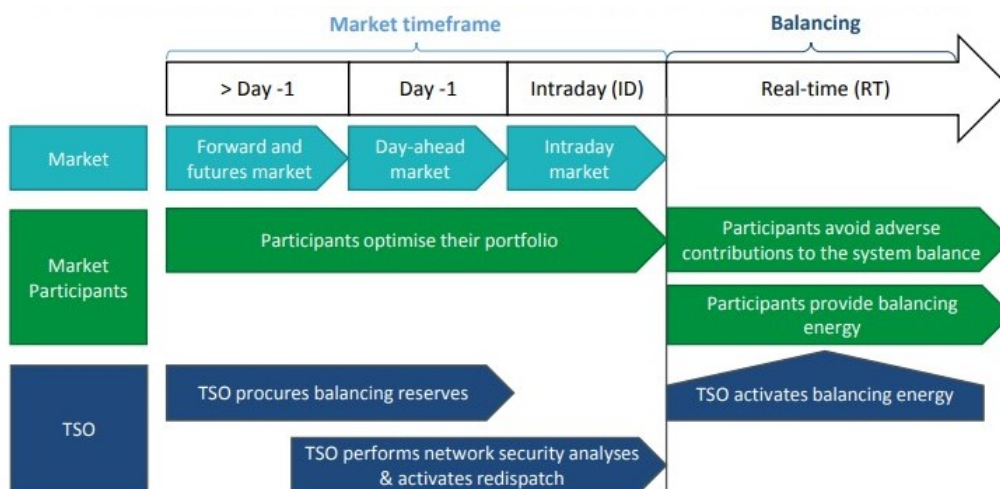 Market timeframe
Balancing
> Day -1
Day -1
Intraday (ID)
Real-time (RT)
Market
Forward and
futures market
Day-ahead
market
Intraday
market
Market
Participants
Participants optimise their portfolio
Participants avoid adverse
contributions to the system balance
Participants provide balancing
energy
TSO
TSO procures balancing reserves
TSO activates balancing energy
TSO performs network security analyses
& activates redispatch